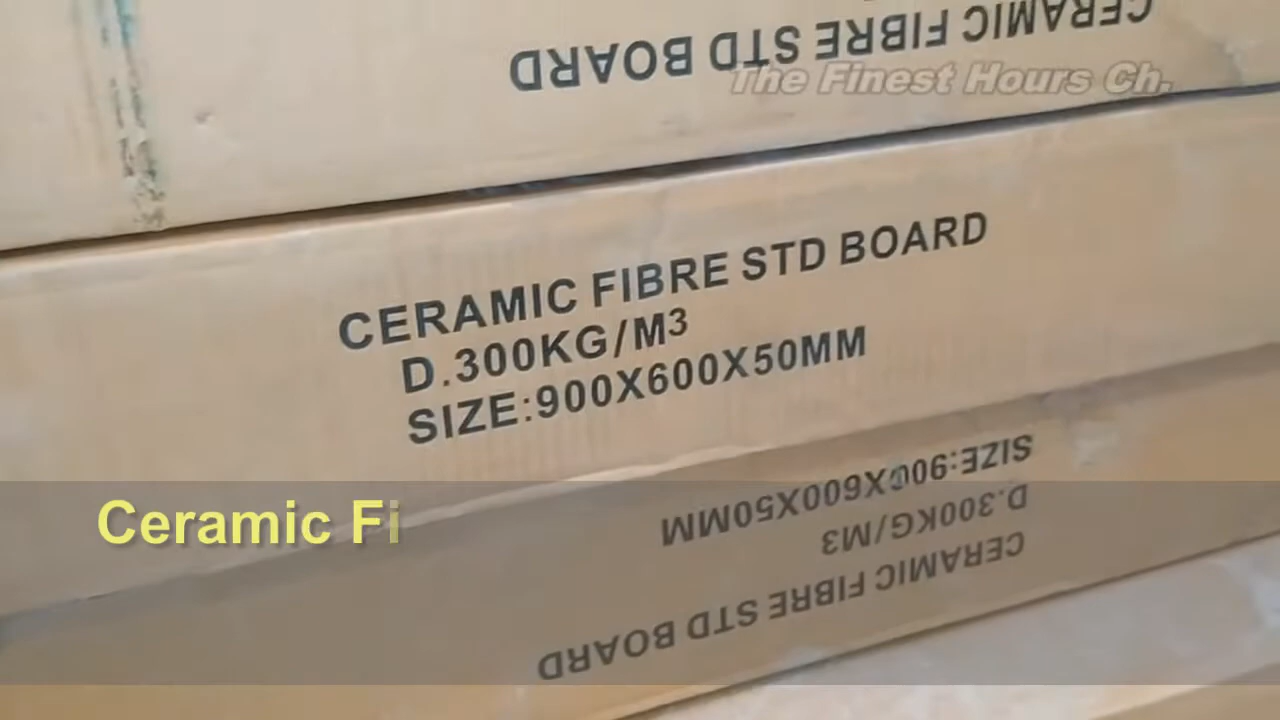 CERAMIC FIBRE STD BOARD
The Finest Hours Ch.
CERAMIC FIBRE STD BOARD
D.300KG/M3
SIZE:900X600X50MM
Ceramic Fi
SIZE:900X600X50MM
D.300KG/M3
CERAMIC FIBRE STD BOARD